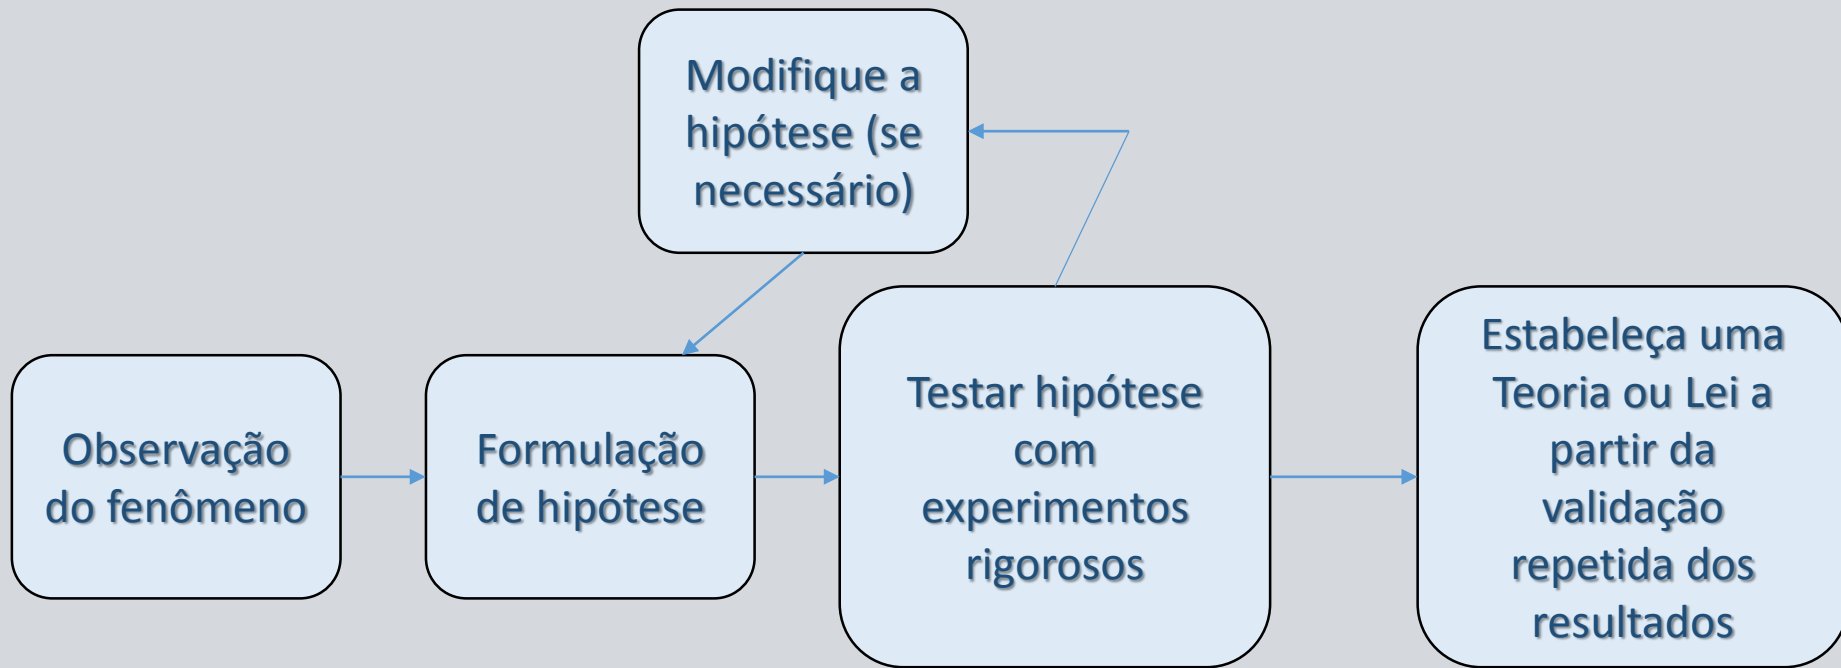 Modifique a
hipótese (se
necessário)
Observação
do fenômeno
Formulação
de hipótese
Testar hipótese
com
experimentos
rigorosos
Estabeleça uma
Teoria ou Lei a
partir da
validação
repetida dos
resultados